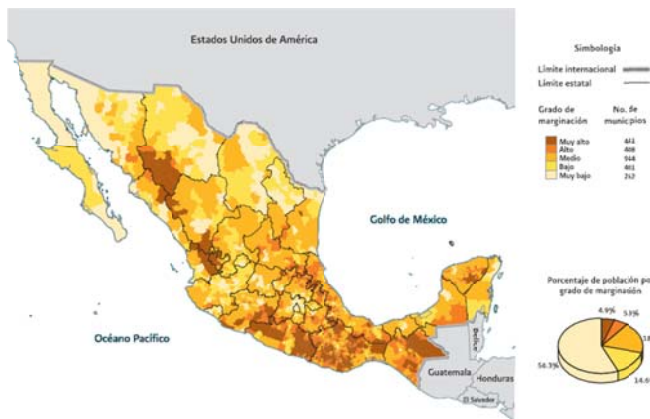 Estados Unidos de América
Golfo de México
Océano Pacífico
Belice
Guatemala
Honduras
El Salvador
Simbología
Límite internacional
Límite estatal
Grado de marginación
No. de municipios
Muy alto
Alto
Medio
Bajo
Muy bajo
Porcentaje de población po
grado de marginación
4.9%
14.6